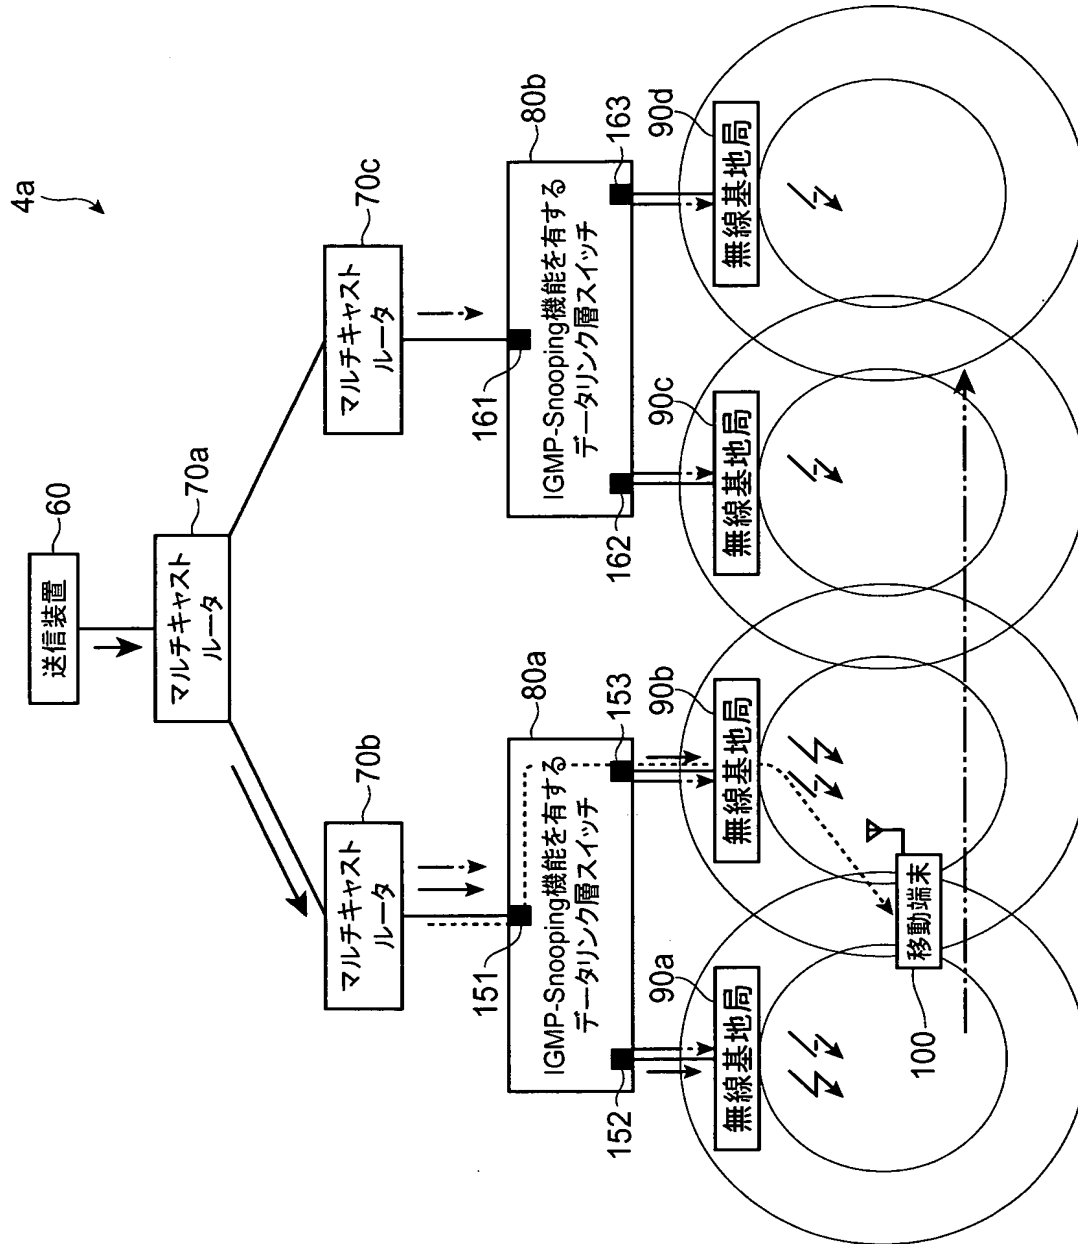 4a
60
送信装置
70a
マルチキャスト
ルータ
70b
マルチキャスト
ルータ
70c
マルチキャスト
ルータ
151
161
80a
IGMP-Snooping機能を有する
データリンク層スイッチ
80b
IGMP-Snooping機能を有する
データリンク層スイッチ
152
153
162
163
90a
無線基地局
90b
無線基地局
90c
無線基地局
90d
無線基地局
移動端末
100